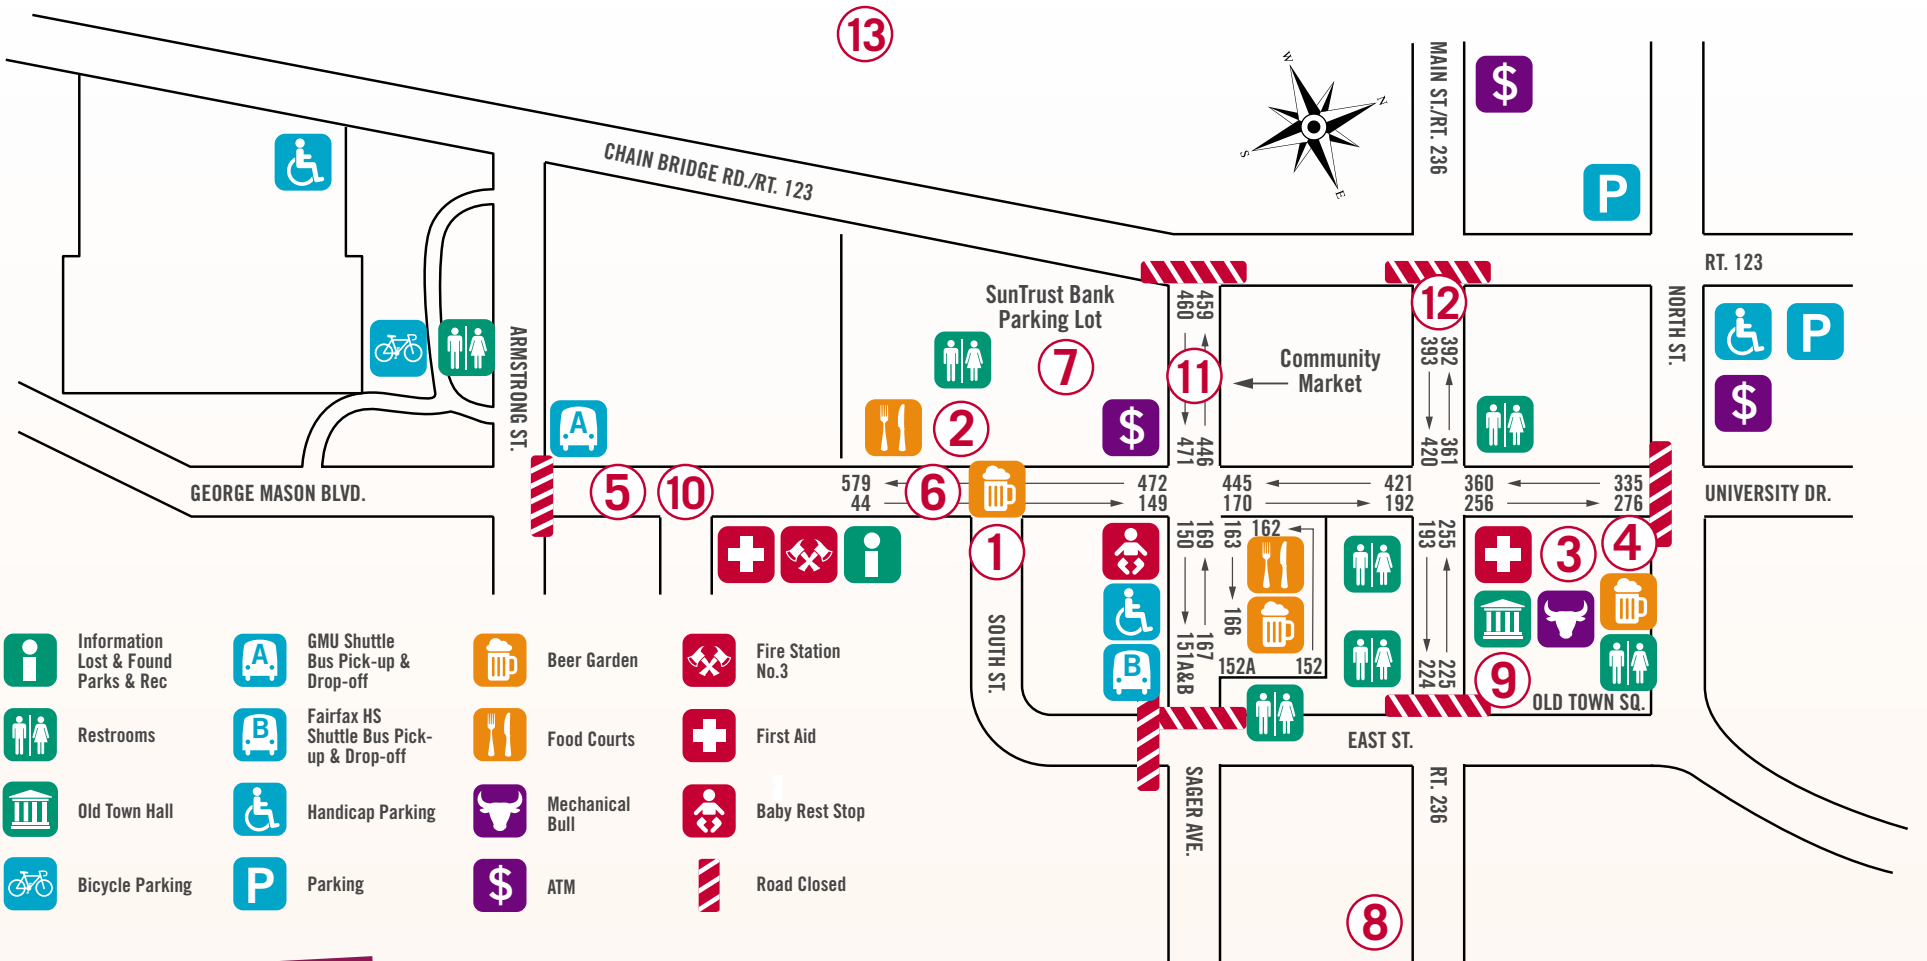 13
W
N
S
E
MAIN ST./RT. 236
$
P
CHAIN BRIDGE RD./RT. 123
RT. 123
SunTrust Bank
Parking Lot
7
460
459
11
471
446
Community
Market
12
393
392
420
361
NORTH ST.
P
$
ARMSTRONG ST.
A
2
$
GEORGE MASON BLVD.
5
10
579
44
6
472
149
445
170
421
192
360
256
335
276
UNIVERSITY DR.
i
1
SOUTH ST.
B
150
169
163
162
151A&B
167
166
152A
152
193
255
224
225
3
4
9
OLD TOWN SQ.
EAST ST.
SAGER AVE.
RT. 236
8
i
Information
Lost & Found
Parks & Rec
A
GMU Shuttle
Bus Pick-up &
Drop-off
Beer Garden
Fire Station
No.3
Restrooms
B
Fairfax HS
Shuttle Bus Pick-
up & Drop-off
Food Courts
First Aid
Old Town Hall
Handicap Parking
Mechanical
Bull
Baby Rest Stop
Bicycle Parking
P
Parking
$
ATM
Road Closed